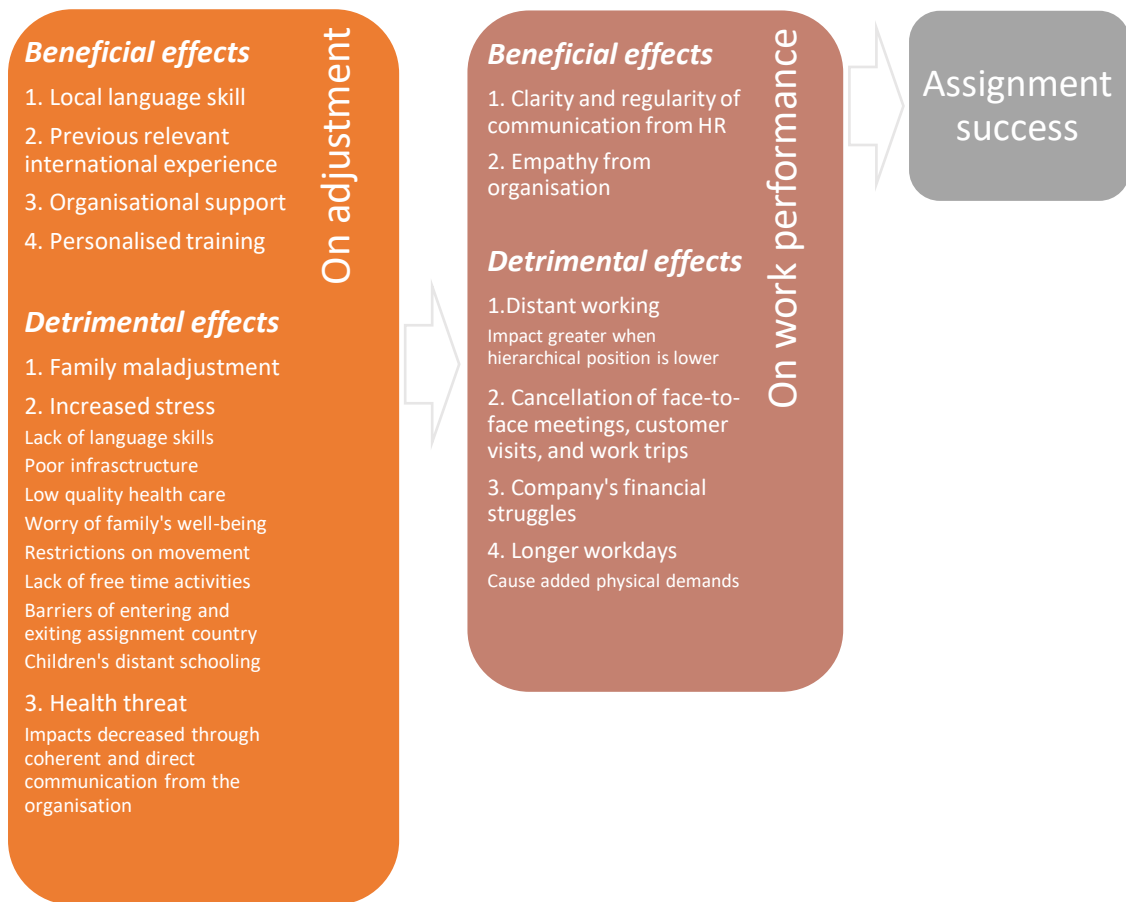 On adjustment
Beneficial effects
1. Local language skill
2. Previous relevant
international experience
3. Organisational support
4. Personalised training
Detrimental effects
1. Family maladjustment
2. Increased stress
Lack of language skills
Poor infrasctructure
Low quality health care
Worry of family's well-being
Restrictions on movement
Lack of free time activities
Barriers of entering and
exiting assignment country
Children's distant schooling
3. Health threat
Impacts decreased through
coherent and direct
communication from the
organisation
On work performance
Beneficial effects
1. Clarity and regularity of
communication from HR
2. Empathy from
organisation
Detrimental effects
1.Distant working
Impact greater when
hierarchical position is lower
2. Cancellation of face-to-
face meetings, customer
visits, and work trips
3. Company's financial
struggles
4. Longer workdays
Cause added physical demands
Assignment
success